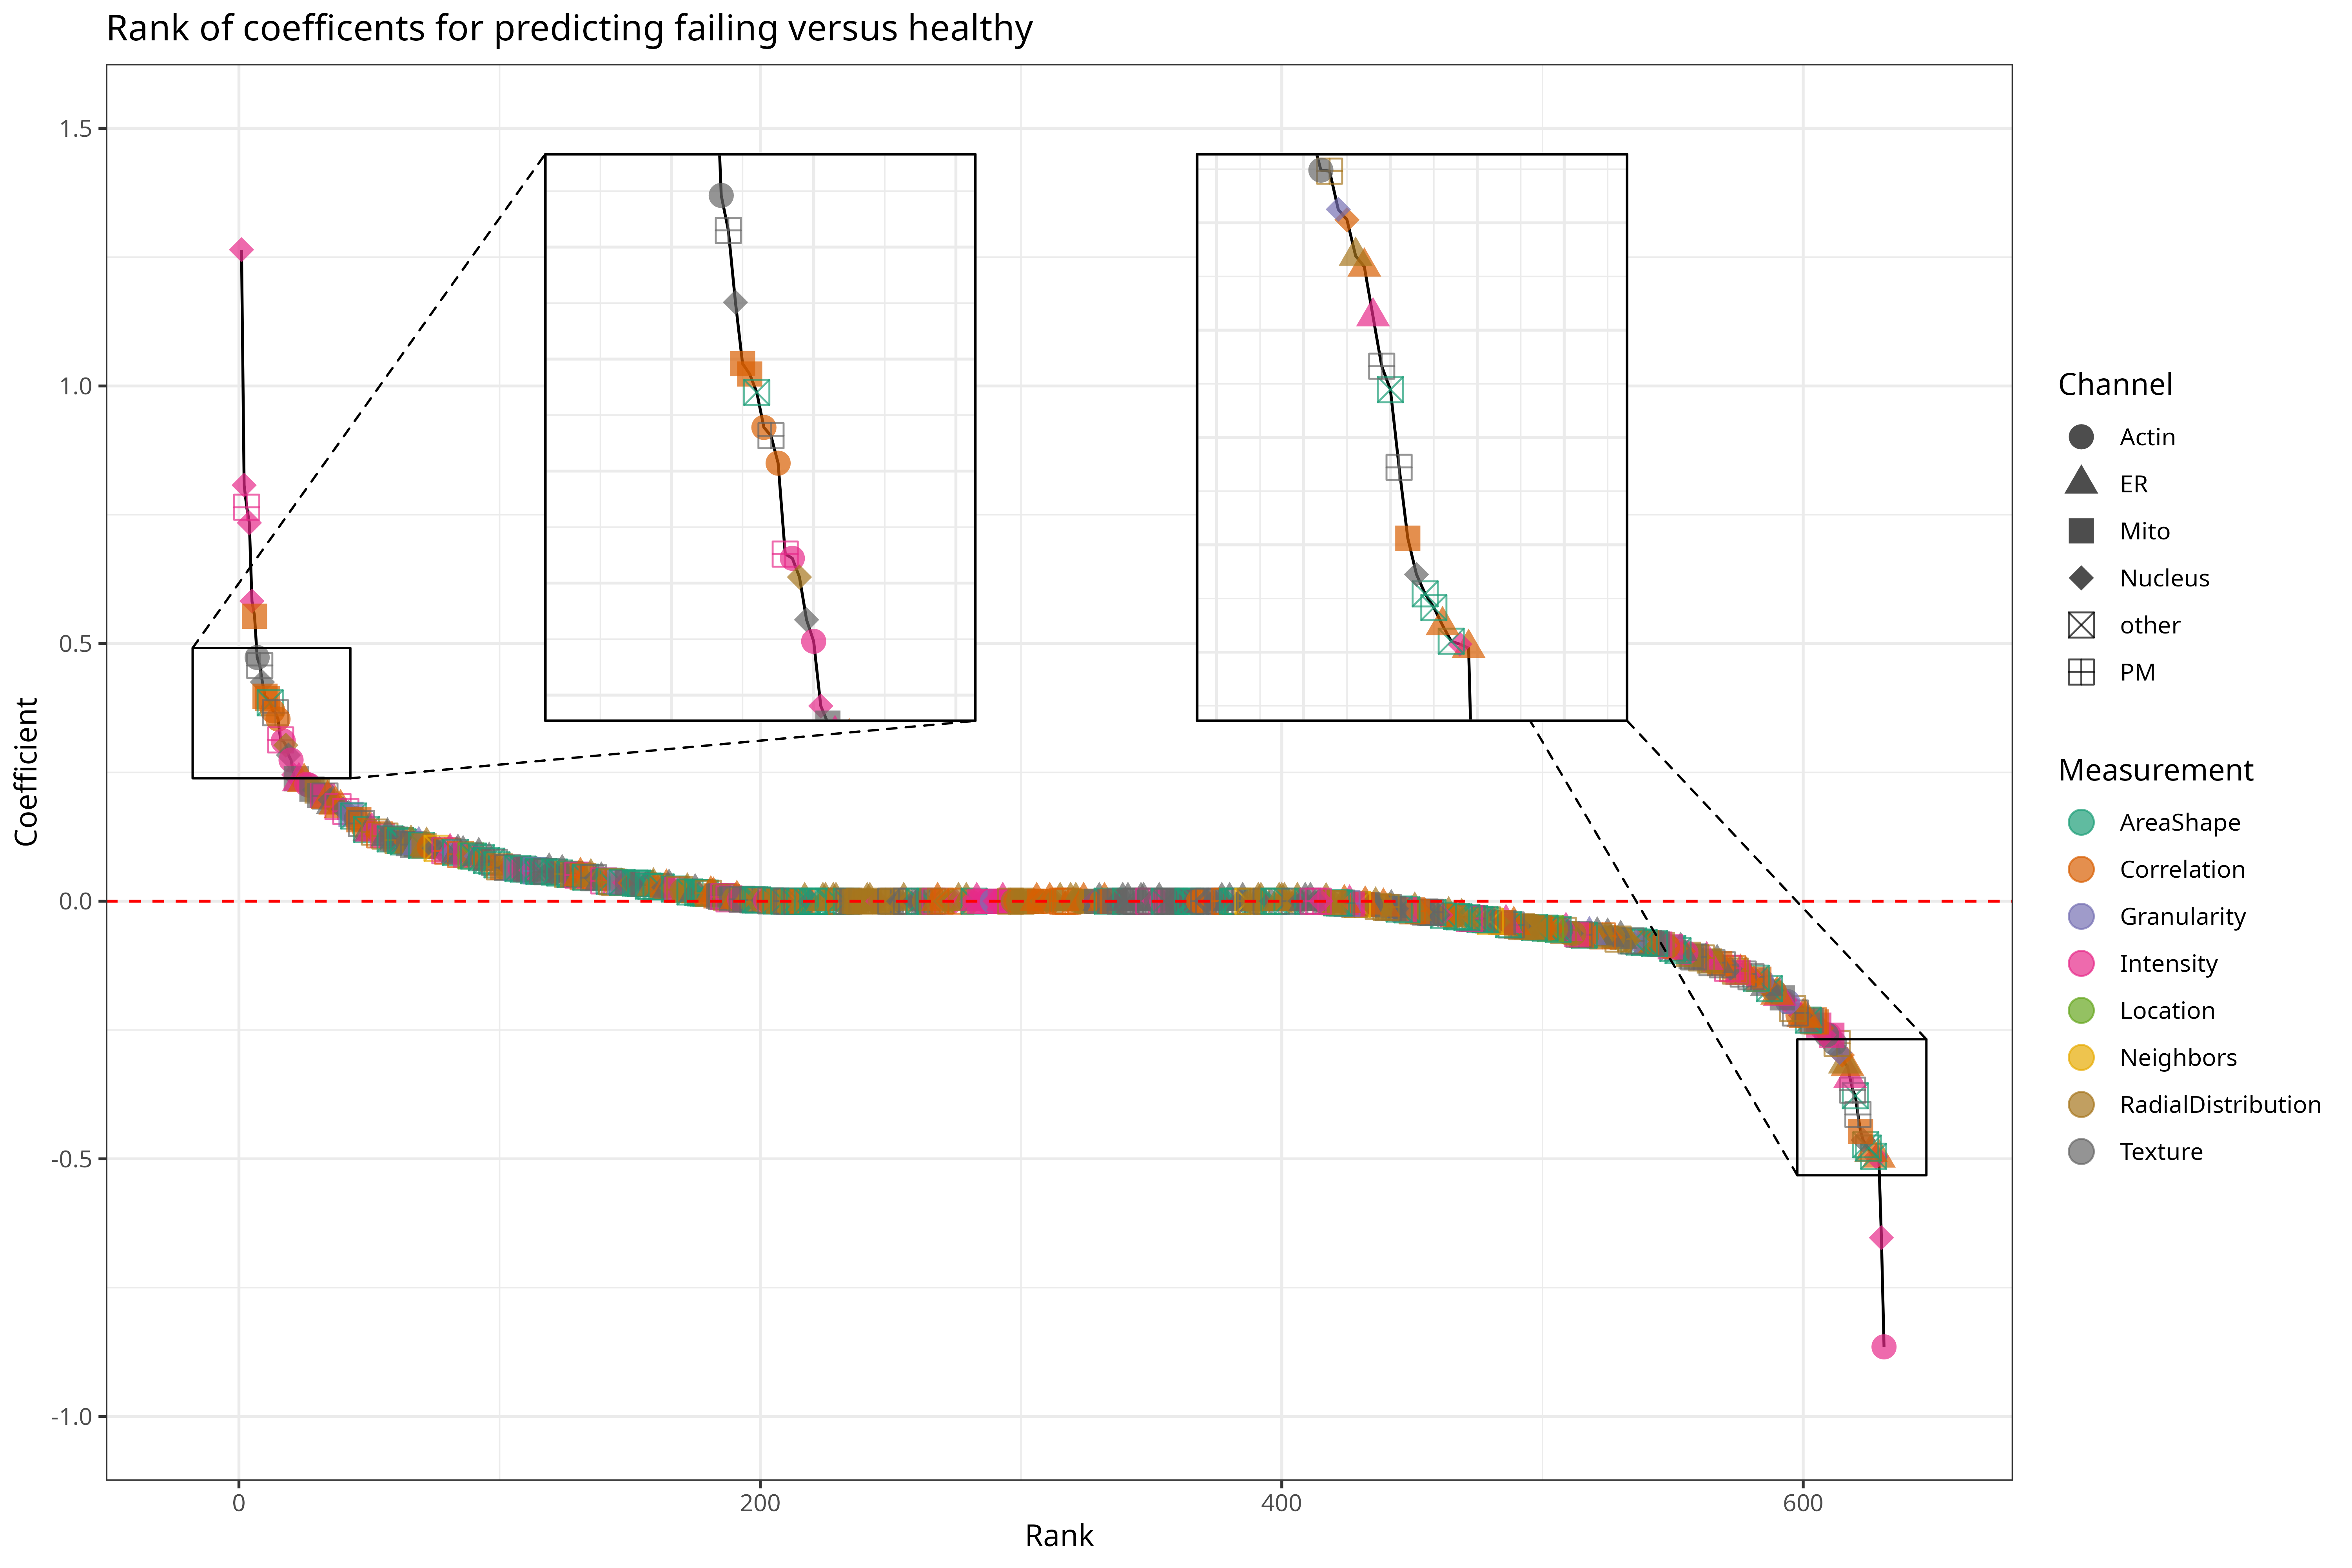 Rank of coefficents for predicting failing versus healthy
1.5
1.0
0.5
0.0
-0.5
-1.0
Coefficient
0
200
400
600
Rank
Channel
Actin
ER
Mito
Nucleus
other
PM
Measurement
AreaShape
Correlation
Granularity
Intensity
Location
Neighbors
RadialDistribution
Texture